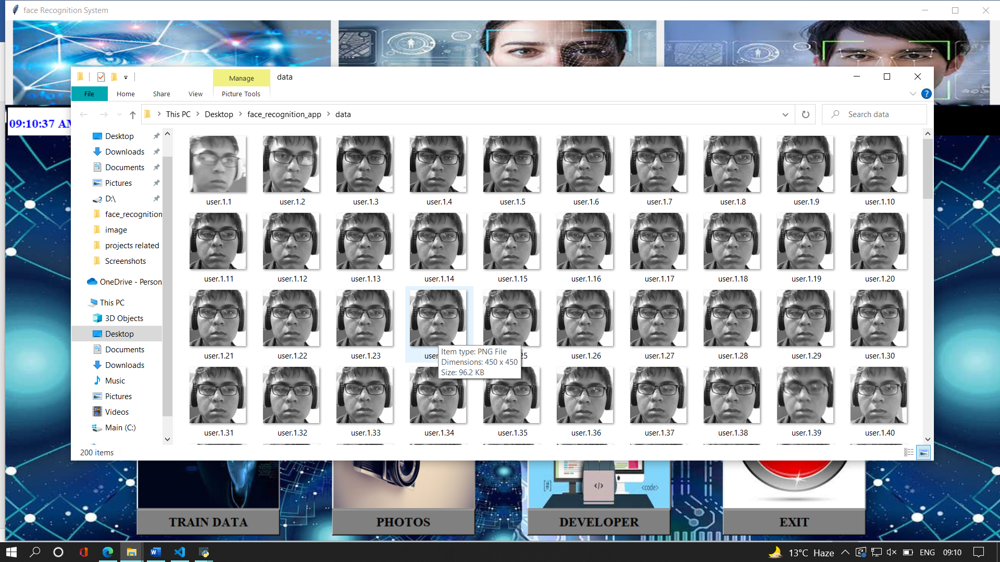 face Recognition System
Manage
data
File
Home
Share
View
Picture Tools
?
This PC
Desktop
face_recognition_app
data
Search data
09:10:37 AM
Desktop
Downloads
Documents
Pictures
D:\
face_recognition
image
projects related
Screenshots
OneDrive - Person
This PC
3D Objects
Desktop
Documents
Downloads
Music
Pictures
Videos
Main (C:)
user.1.1
user.1.2
user.1.3
user.1.4
user.1.5
user.1.6
user.1.7
user.1.8
user.1.9
user.1.10
user.1.11
user.1.12
user.1.13
user.1.14
user.1.15
user.1.16
user.1.17
user.1.18
user.1.19
user.1.20
user.1.21
user.1.22
user.1.23
user
25
user.1.26
user.1.27
user.1.28
user.1.29
user.1.30
Item type: PNG File
Dimensions: 450 x 450
Size: 96.2 KB
user.1.31
user.1.32
user.1.33
user.1.34
user.1.35
user.1.36
user.1.37
user.1.38
user.1.39
user.1.40
200 items
[#]
</>
<code>
TRAIN DATA
PHOTOS
DEVELOPER
EXIT
13°C Haze
ENG
09:10